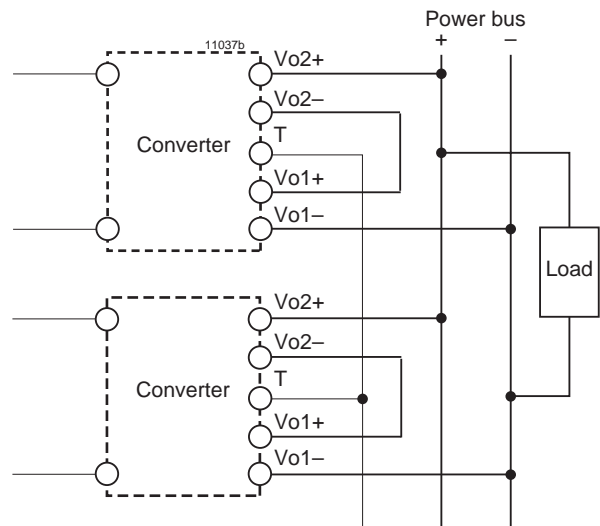 Power bus
+ –
11037b
Vo2+
Vo2–
T
Converter
Vo1+
Vo1–
Load
Vo2+
Vo2–
T
Converter
Vo1+
Vo1–